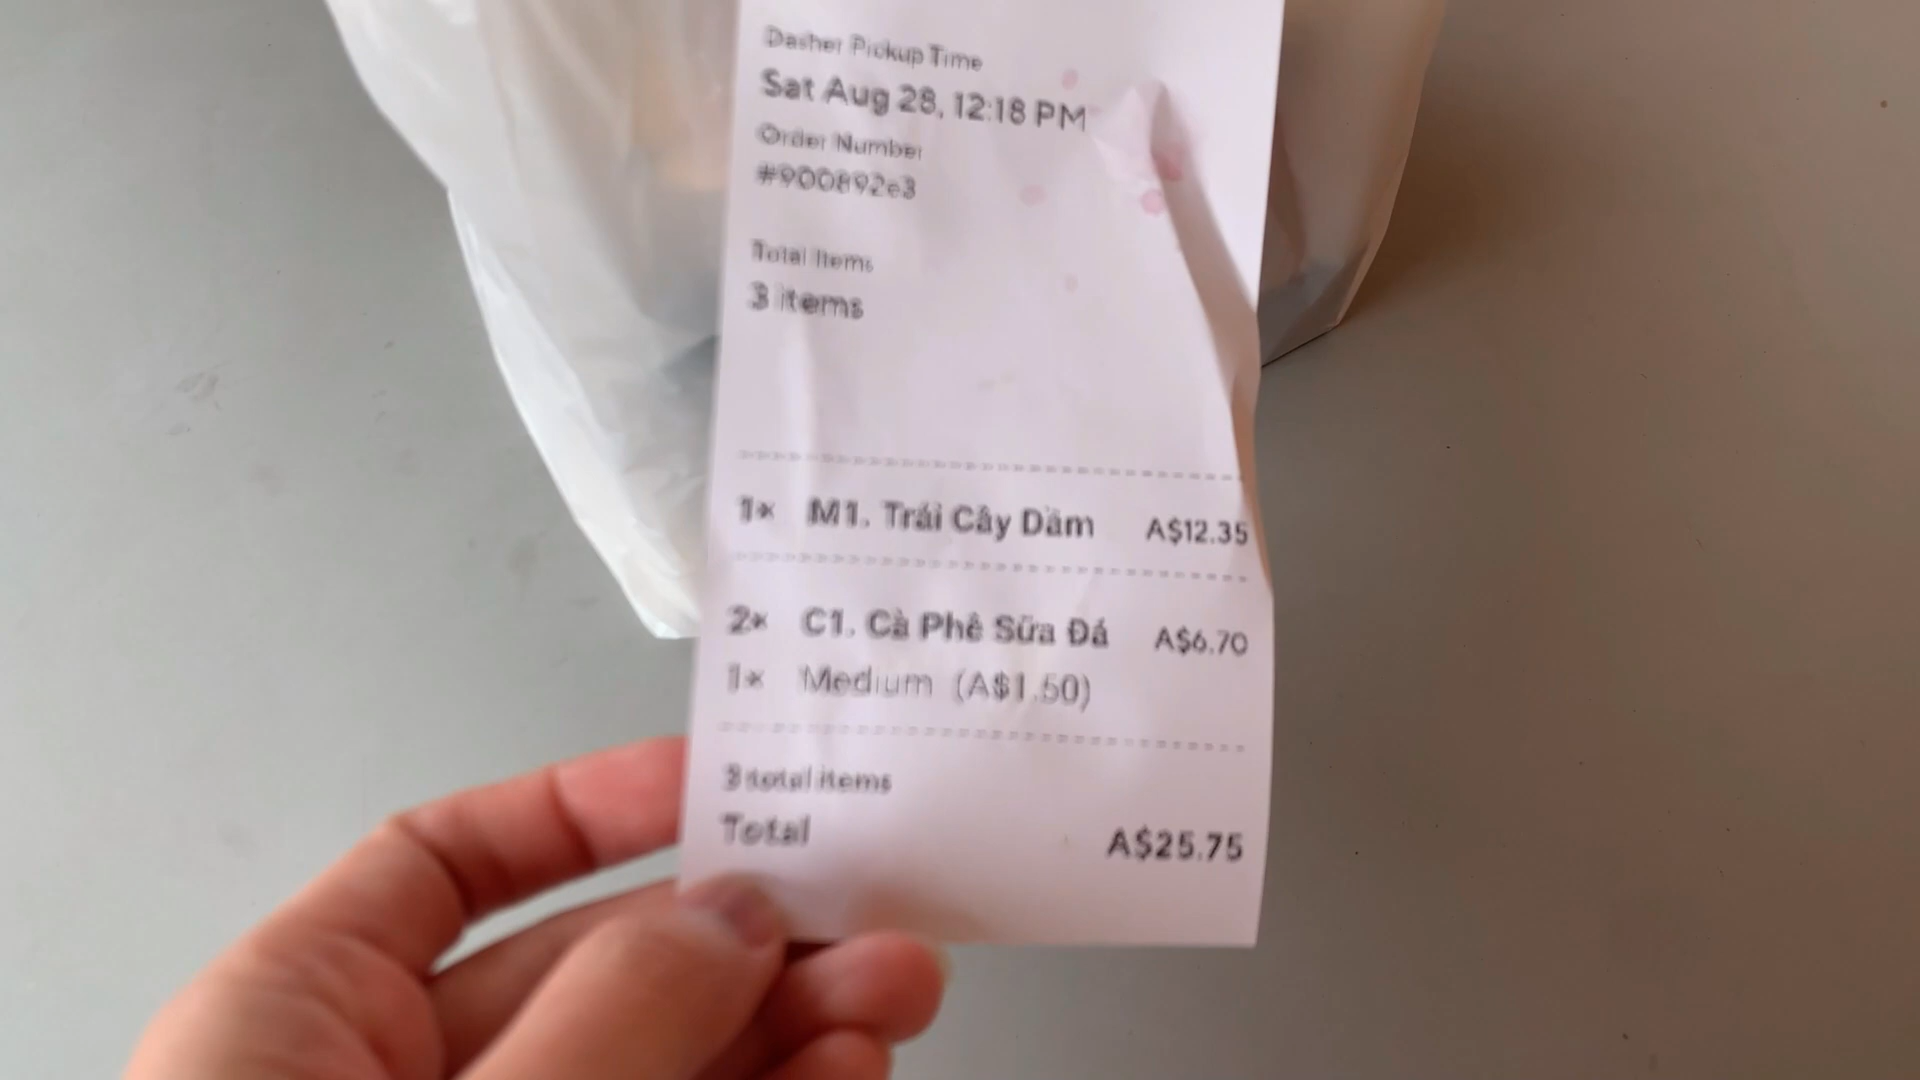 Dasher Pickup Time
Sat Aug 28, 12:18 PM
Order Number
#900892e3
Total Items
3 items
1× M1. Trái Cây Dầm A$12.35
2× C1. Cà Phê Sữa Đá A$6.70
1× Medium (A$1.50)
3 total items
Total A$25.75